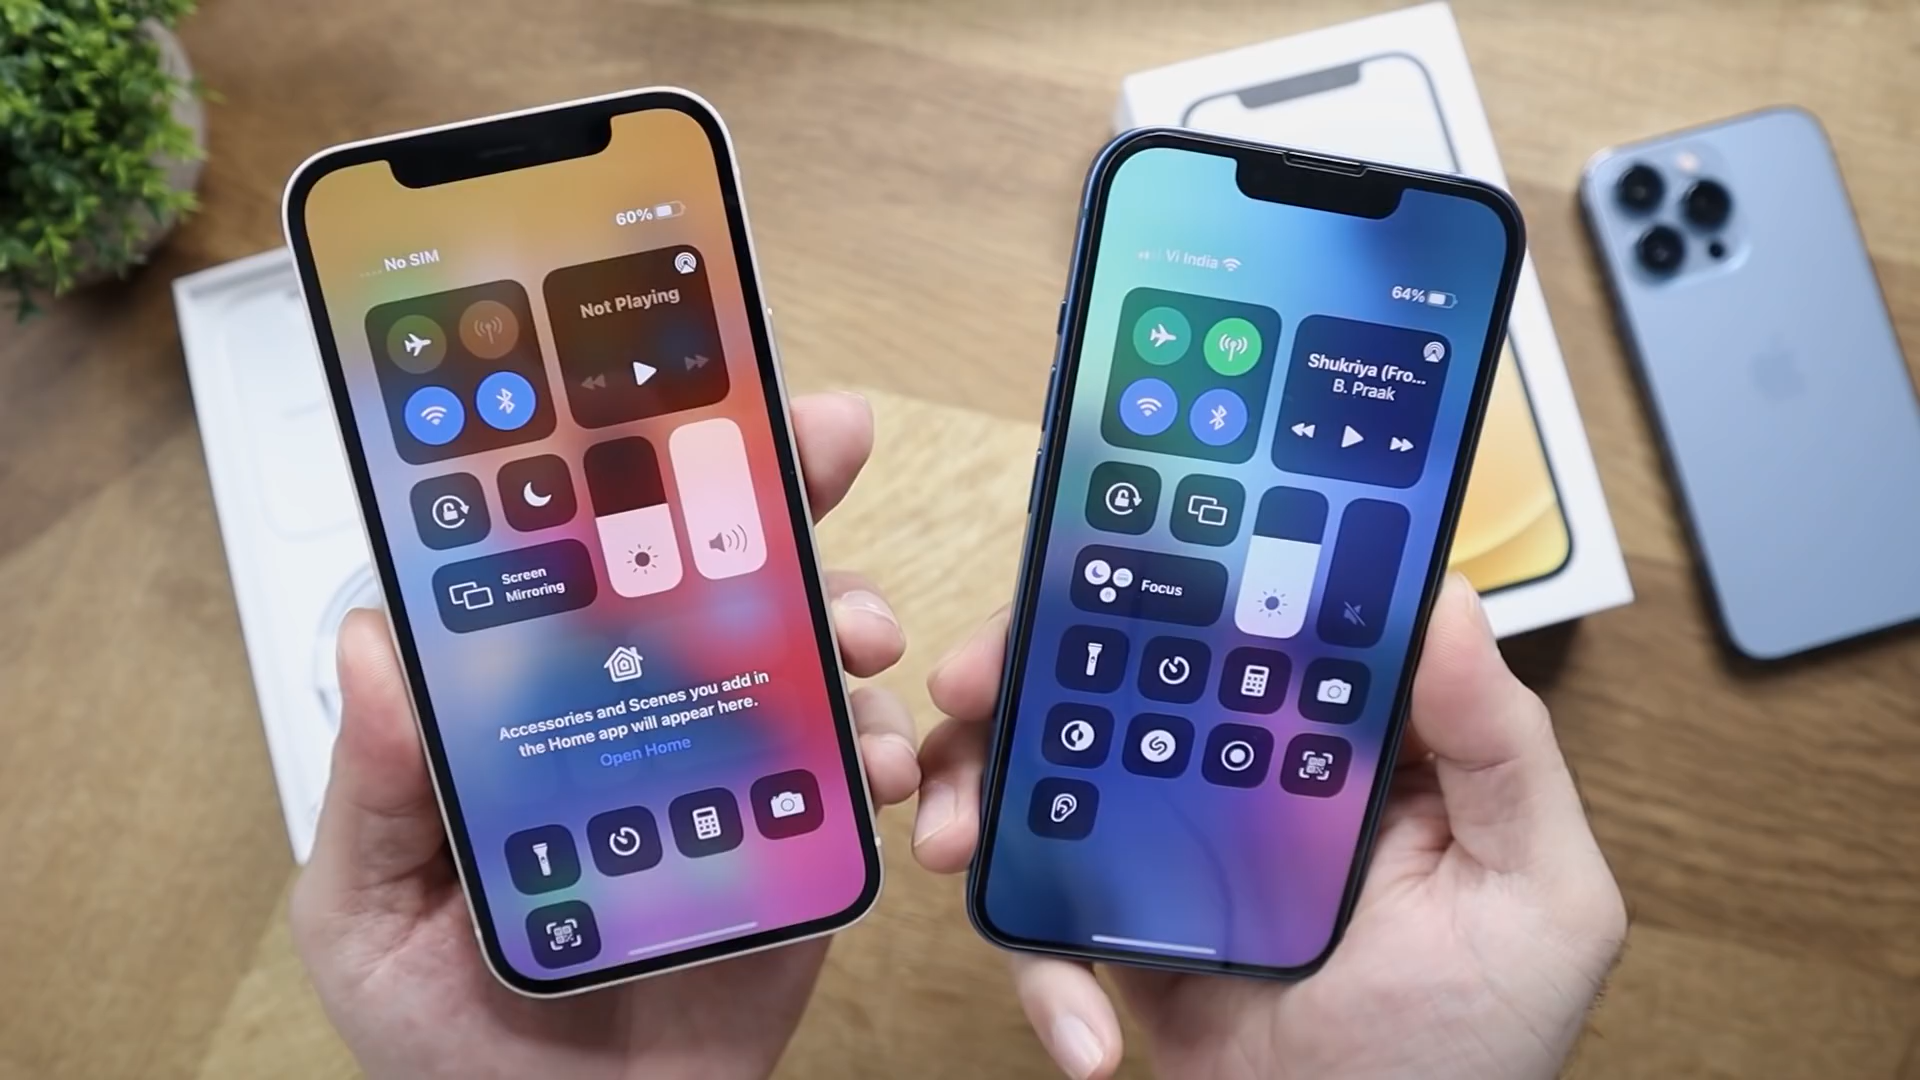 60%
No SIM
Not Playing
Screen
Mirroring
Accessories and Scenes you add in
the Home app will appear here.
Open Home
Vi India
64%
Shukriya (Fro...
B. Praak
Focus